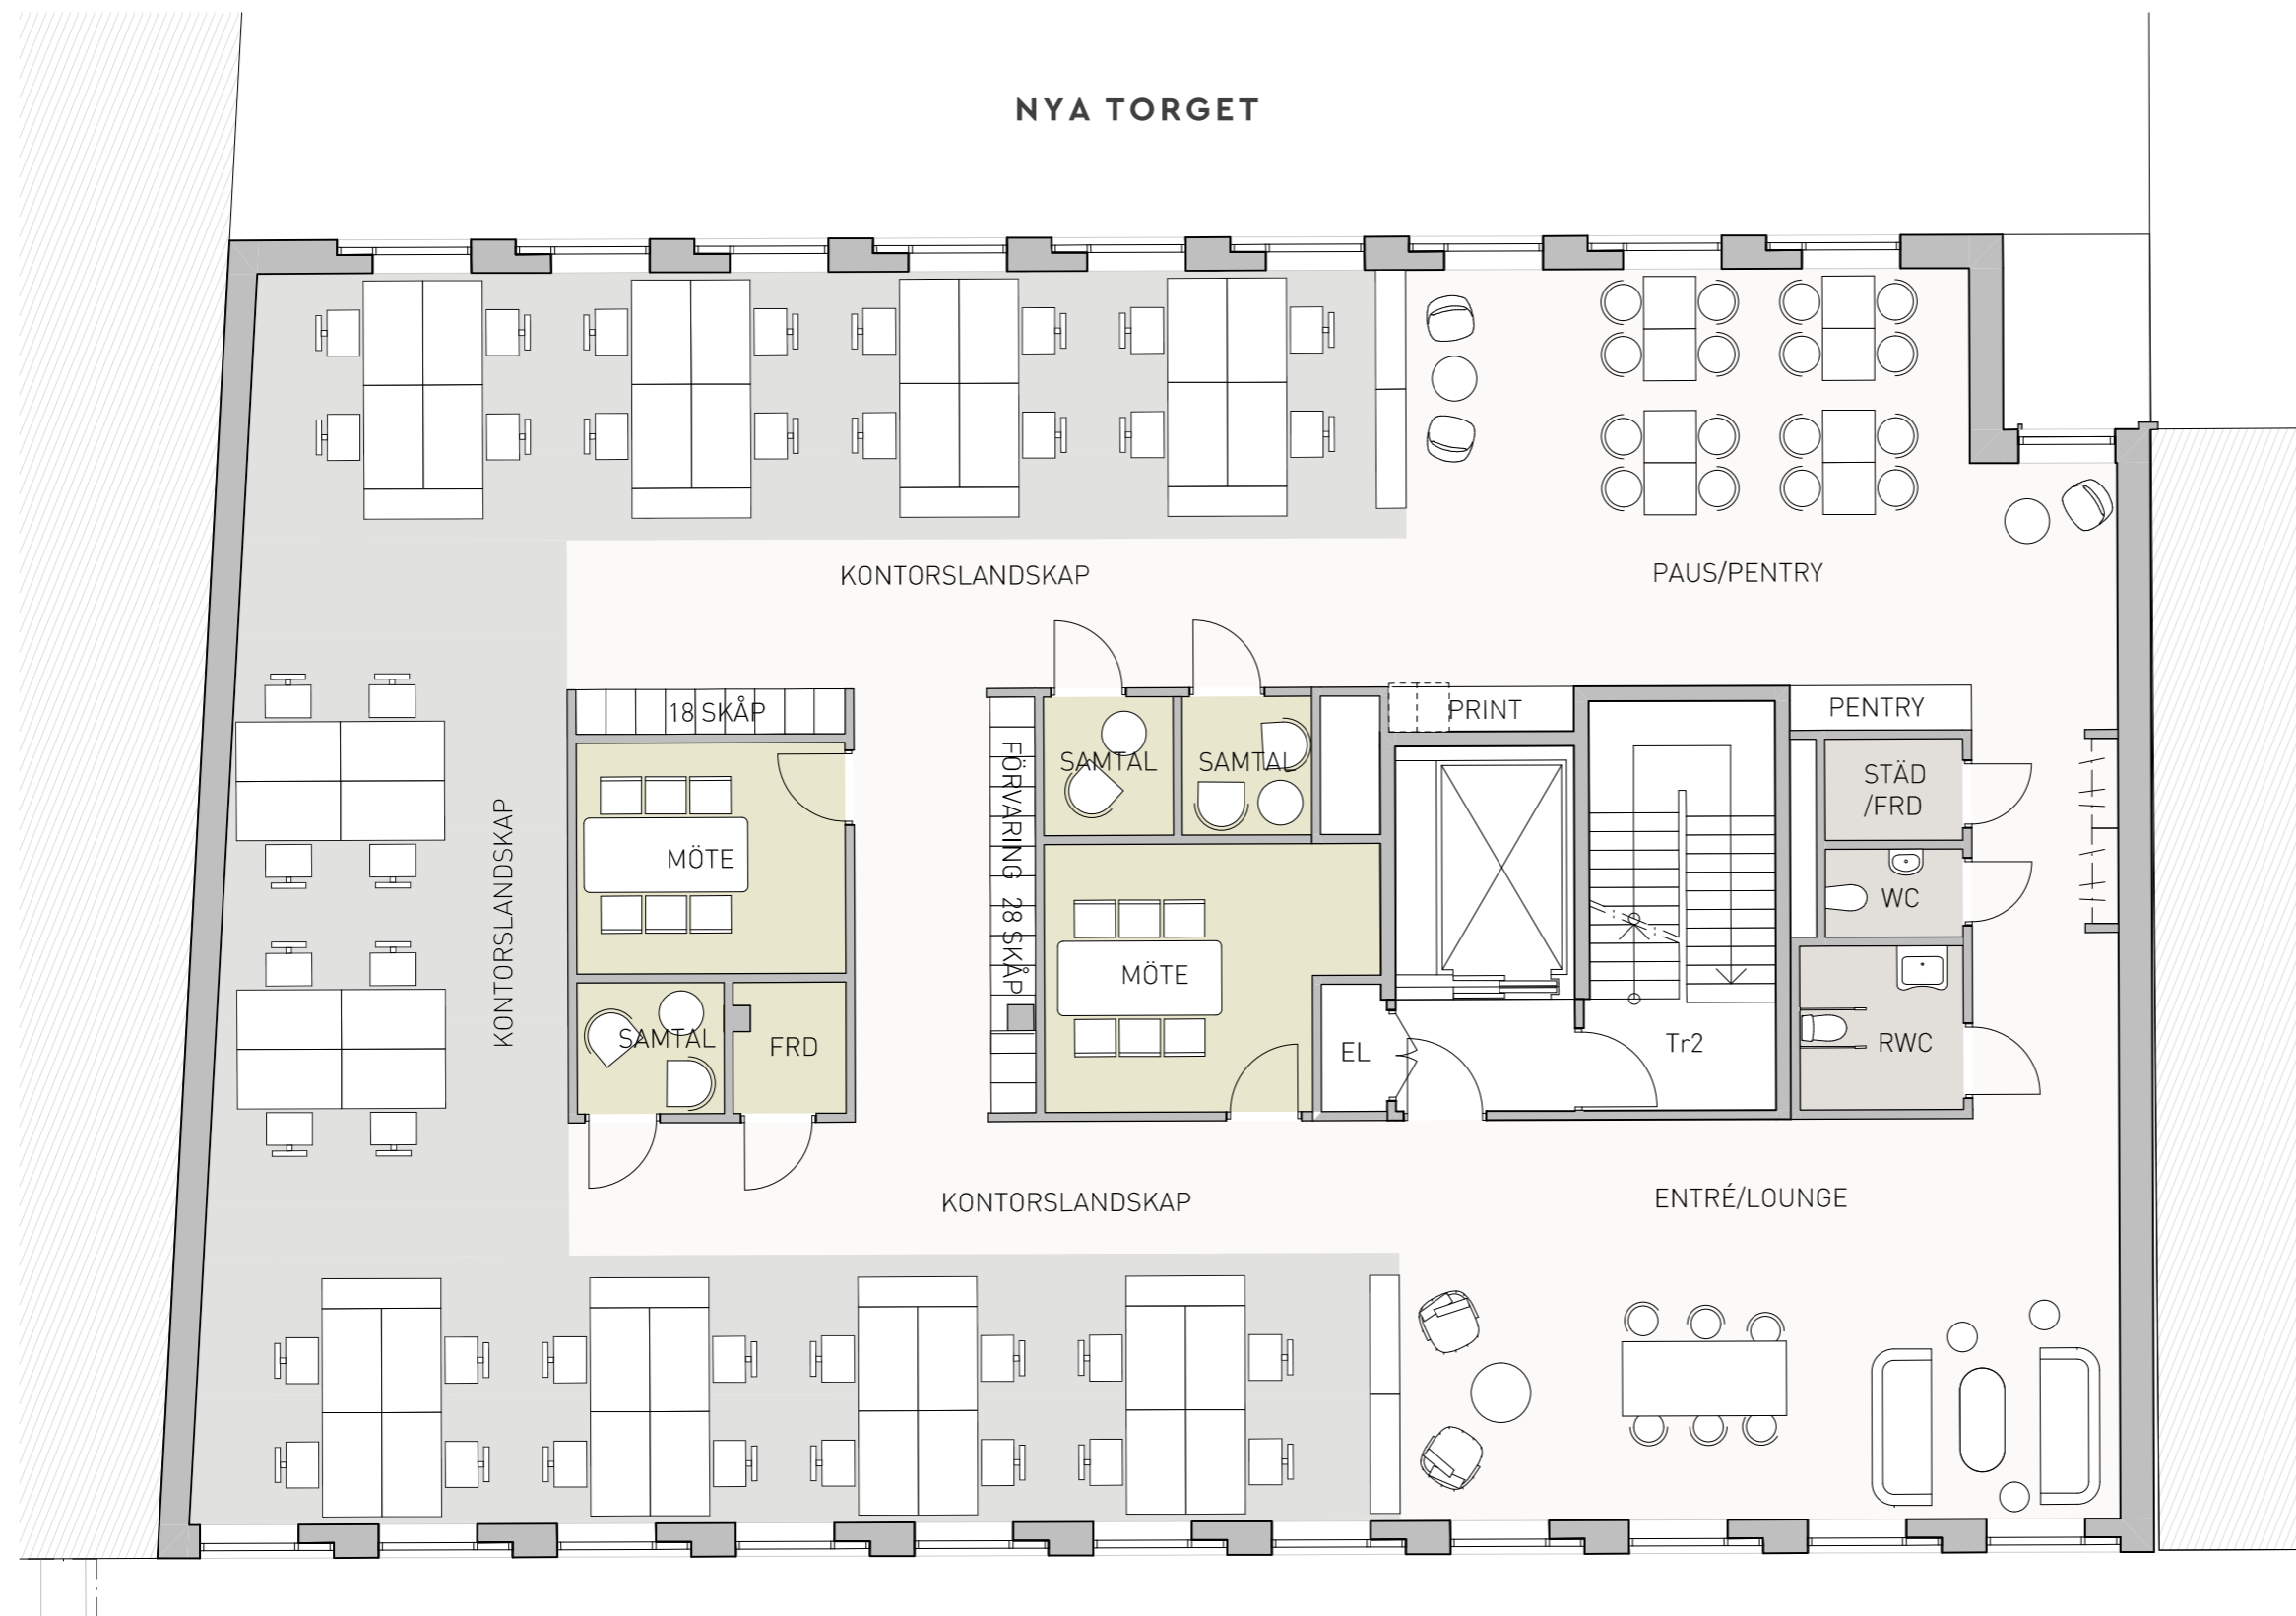 NYA TORGET
KONTORSLANDSKAP
PAUS/PENTRY
18 SKÅP
SAMTAL
SAMTAL
PRINT
PENTRY
FÖRVARING 28 SKÅP
STÄD
/FRD
KONTORSLANDSKAP
MÖTE
WC
MÖTE
SAMTAL
FRD
EL
Tr2
RWC
KONTORSLANDSKAP
ENTRÉ/LOUNGE